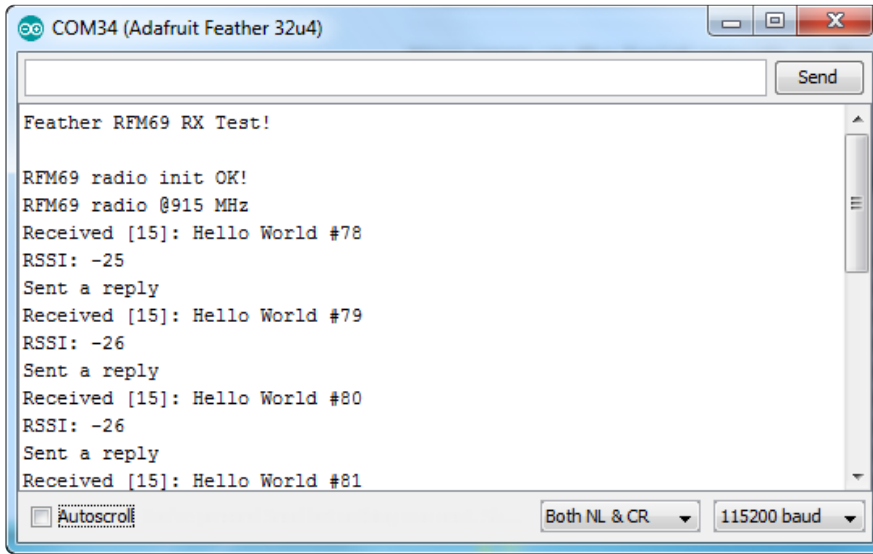 COM34 (Adafruit Feather 32u4)
Send
Feather RFM69 RX Test!
RFM69 radio init OK!
RFM69 radio @915 MHz
Received [15]: Hello World #78
RSSI: -25
Sent a reply
Received [15]: Hello World #79
RSSI: -26
Sent a reply
Received [15]: Hello World #80
RSSI: -26
Sent a reply
Received [15]: Hello World #81
Autoscroll
Both NL & CR
115200 baud